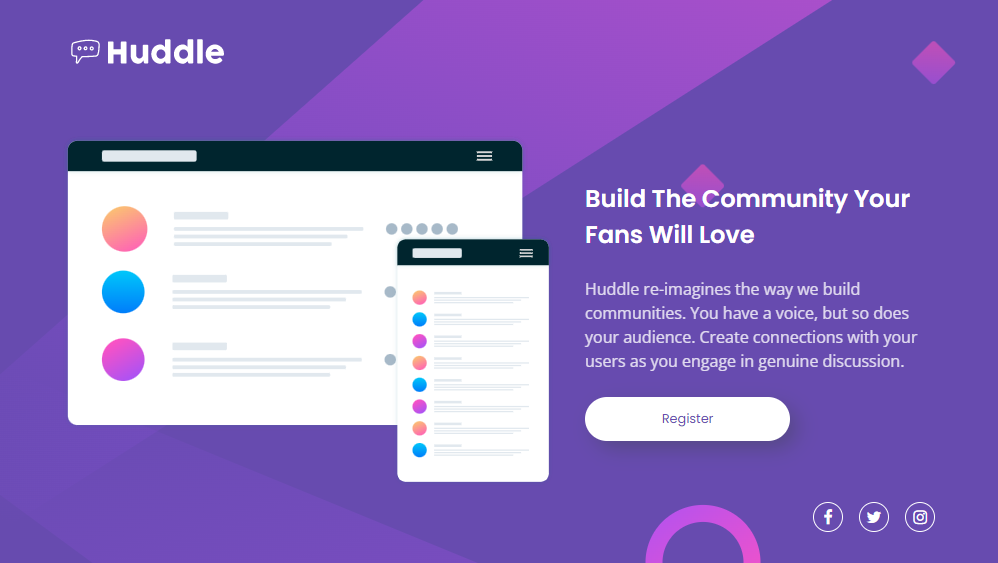 Huddle
Build The Community Your
Fans Will Love
Huddle re-imagines the way we build
communities. You have a voice, but so does
your audience. Create connections with your
users as you engage in genuine discussion.
Register